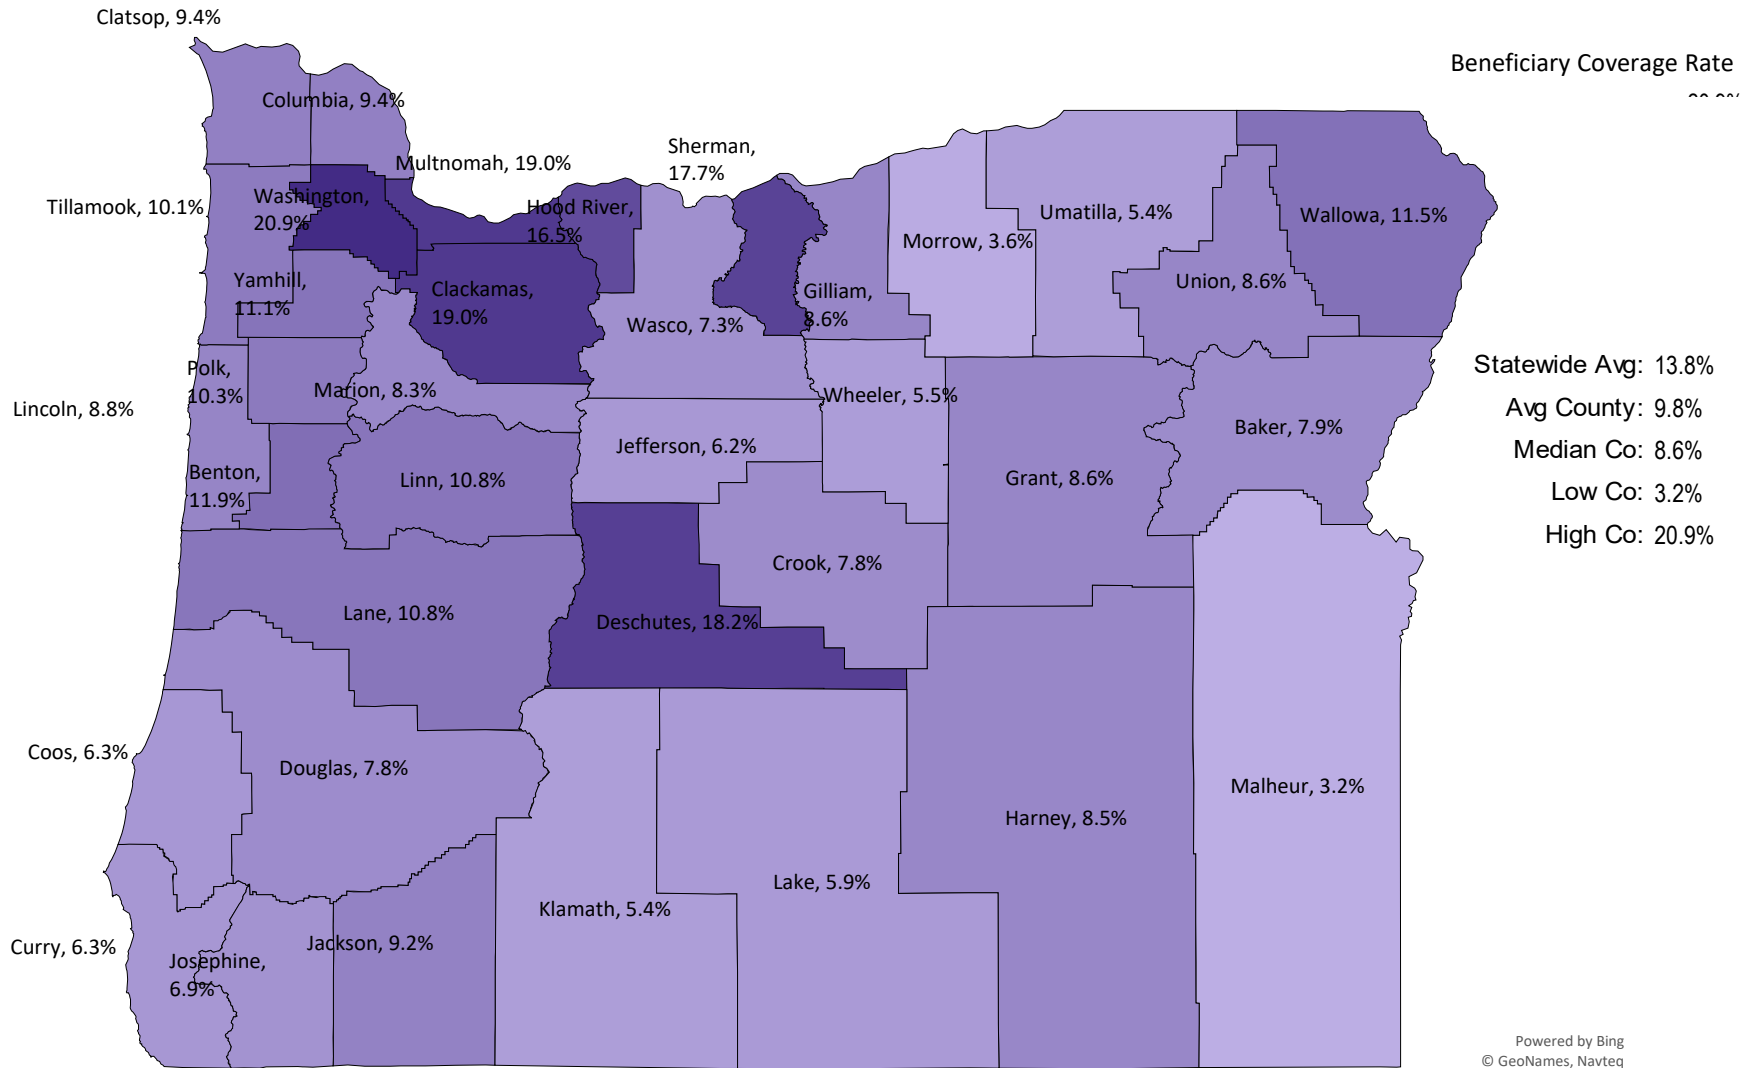 Clatsop, 9.4%
Beneficiary Coverage Rate
Columbia, 9.4%
Multnomah, 19.0%
Sherman,
17.7%
Tillamook, 10.1%
Washington,
20.9%
Hood River,
16.5%
Umatilla, 5.4%
Wallowa, 11.5%
Morrow, 3.6%
Yamhill,
11.1%
Clackamas,
19.0%
Gilliam,
8.6%
Union, 8.6%
Wasco, 7.3%
Polk,
10.3%
Marion, 8.3%
Wheeler, 5.5%
Lincoln, 8.8%
Jefferson, 6.2%
Baker, 7.9%
Statewide Avg: 13.8%
Avg County: 9.8%
Median Co: 8.6%
Low Co: 3.2%
High Co: 20.9%
Benton,
11.9%
Linn, 10.8%
Grant, 8.6%
Crook, 7.8%
Lane, 10.8%
Deschutes, 18.2%
Coos, 6.3%
Douglas, 7.8%
Malheur, 3.2%
Harney, 8.5%
Lake, 5.9%
Klamath, 5.4%
Curry, 6.3%
Jackson, 9.2%
Josephine,
6.9%
Powered by Bing
© GeoNames, Navteq